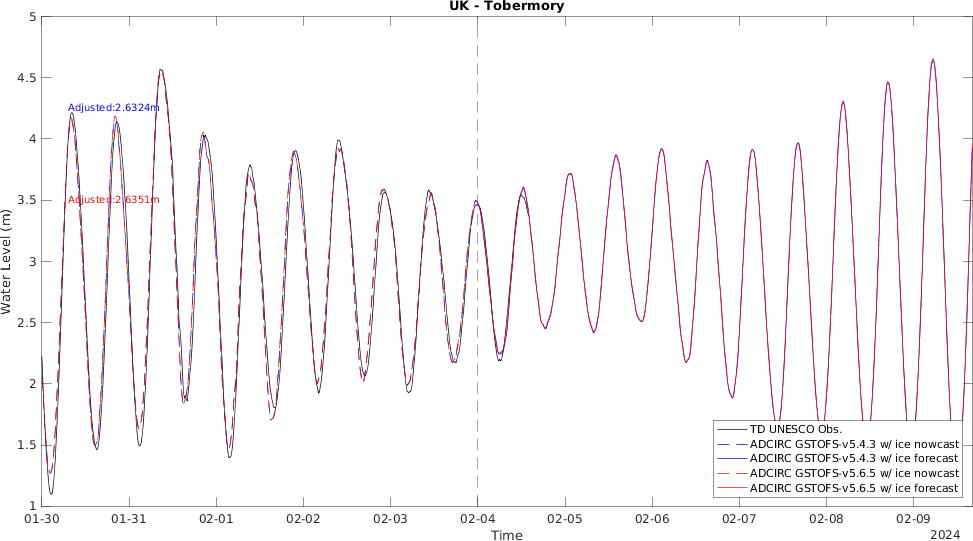 UK - Tobermory
5
4.5
4
3.5
3
2.5
2
1.5
1
Water Level (m)
Adjusted:2.6324m
Adjusted:2.6351m
TD UNESCO Obs.
ADCIRC GSTOFS-v5.4.3 w/ ice nowcast
ADCIRC GSTOFS-v5.4.3 w/ ice forecast
ADCIRC GSTOFS-v5.6.5 w/ ice nowcast
ADCIRC GSTOFS-v5.6.5 w/ ice forecast
01-30 01-31 02-01 02-02 02-03 02-04 02-05 02-06 02-07 02-08 02-09
2024
Time